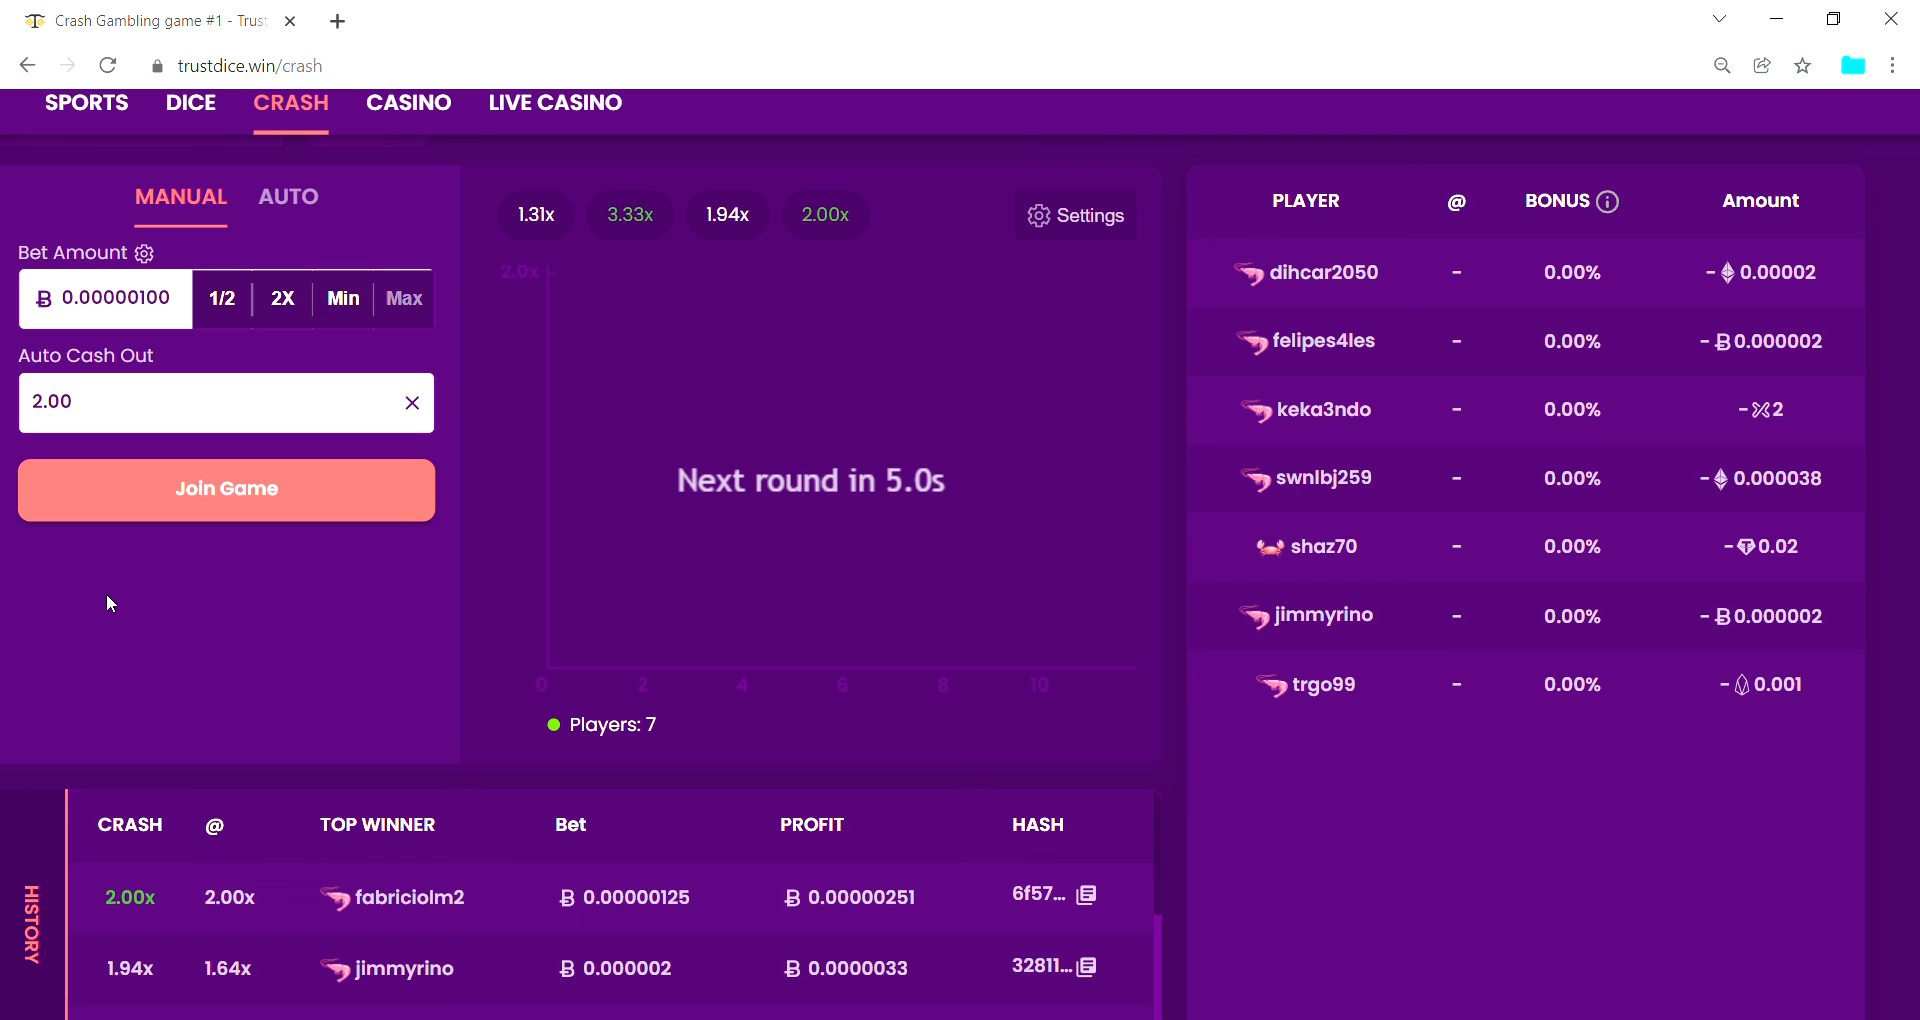 Crash Gambling game #1 - Trust
trustdice.win/crash
SPORTS DICE CRASH CASINO LIVE CASINO
MANUAL AUTO
Bet Amount
0.00000100 1/2 2X Min Max
Auto Cash Out
2.00
Join Game
1.31x 3.33x 1.94x 2.00x Settings
2.0x
Next round in 5.0s
0 2 4 6 8 10
Players: 7
PLAYER @ BONUS Amount
dihcar2050 - 0.00% - 0.00002
felipes4les - 0.00% - 0.000002
keka3ndo - 0.00% - 2
swnlbj259 - 0.00% - 0.000038
shaz70 - 0.00% - 0.02
jimmyrino - 0.00% - 0.000002
trgo99 - 0.00% - 0.001
HISTORY
CRASH @ TOP WINNER Bet PROFIT HASH
2.00x 2.00x fabriciolm2 0.00000125 0.00000251 6f57...
1.94x 1.64x jimmyrino 0.000002 0.0000033 32811...